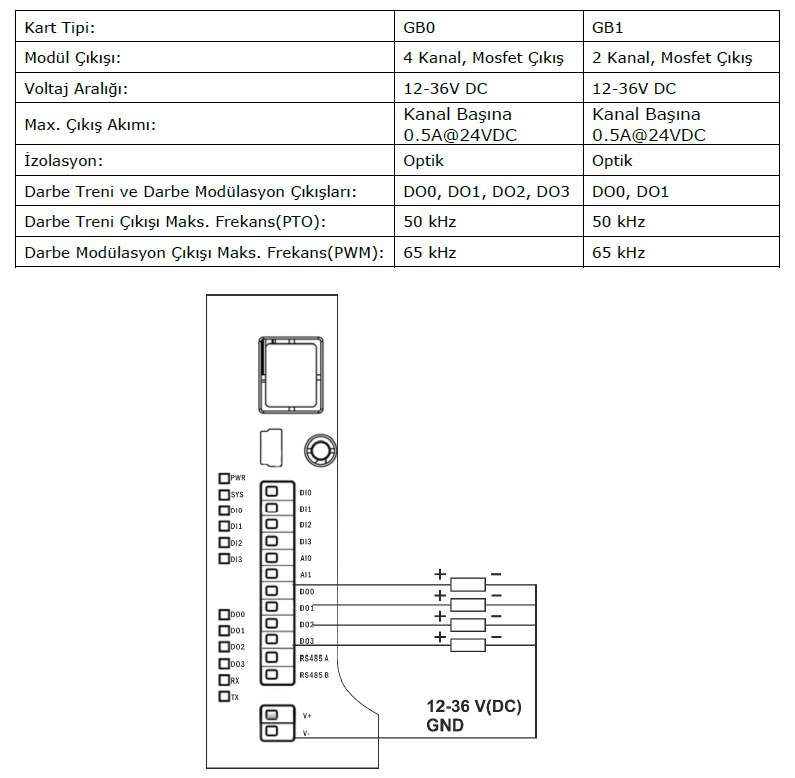 Kart Tipi: GB0 GB1
Modül Çıkışı: 4 Kanal, Mosfet Çıkış 2 Kanal, Mosfet Çıkış
Voltaj Aralığı: 12-36V DC 12-36V DC
Max. Çıkış Akımı: Kanal Başına 0.5A@24VDC Kanal Başına 0.5A@24VDC
İzolasyon: Optik Optik
Darbe Treni ve Darbe Modülasyon Çıkışları: DO0, DO1, DO2, DO3 DO0, DO1
Darbe Treni Çıkışı Maks. Frekans(PTO): 50 kHz 50 kHz
Darbe Modülasyon Çıkışı Maks. Frekans(PWM): 65 kHz 65 kHz
PWR
SYS
DI0
DI1
DI2
DI3
DO0
DO1
DO2
DO3
RX
TX
DI0
DI1
DI2
DI3
AI0
AI1
DO0
DO1
DO2
DO3
RS485 A
RS485 B
V+
V-
+ −
+ −
+ −
+ −
12-36 V(DC)
GND